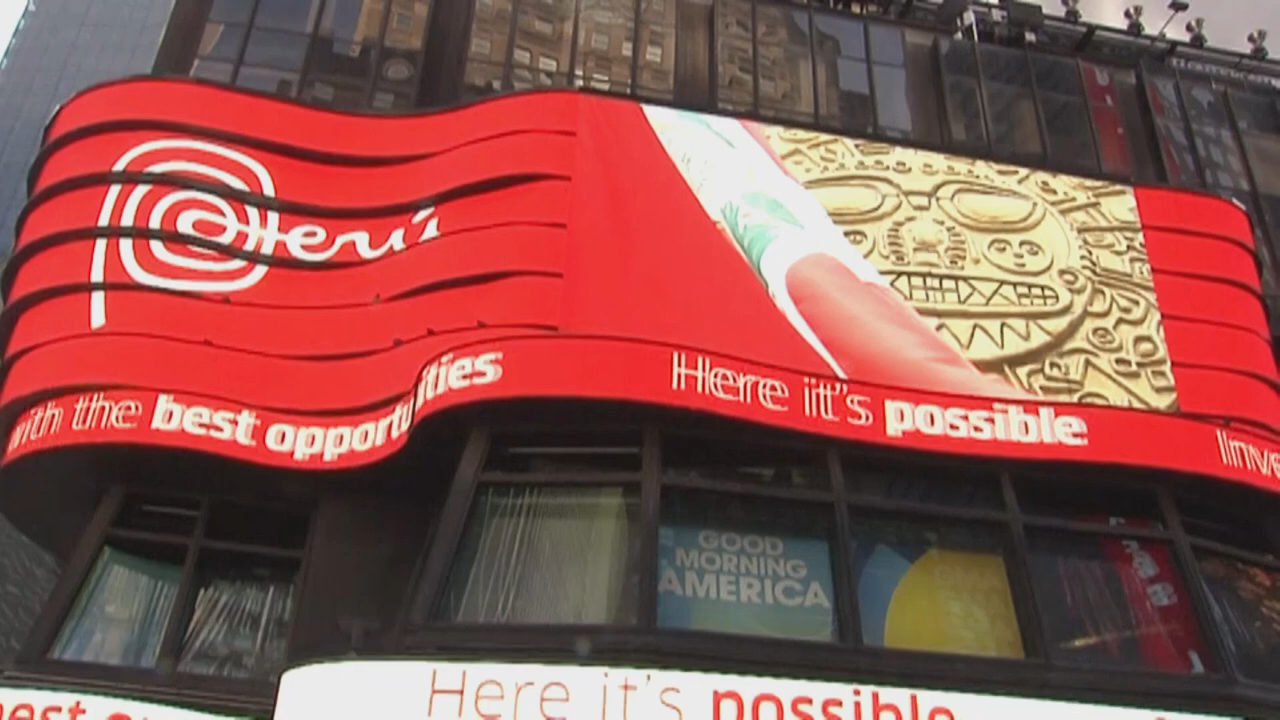 Perú
with the best opportunities
Here it's possible
GOOD
MORNING
AMERICA
Here it's possible